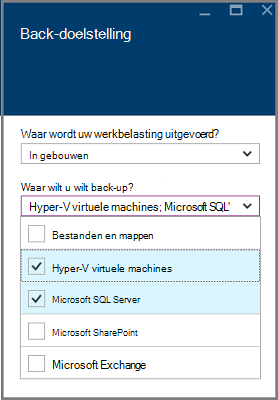 Back-doelstelling
Waar wordt uw werkbelasting uitgevoerd?
In gebouwen
Waar wilt u wilt back-up?
Hyper-V virtuele machines; Microsoft SQL'
Bestanden en mappen
Hyper-V virtuele machines
Microsoft SQL Server
Microsoft SharePoint
Microsoft Exchange